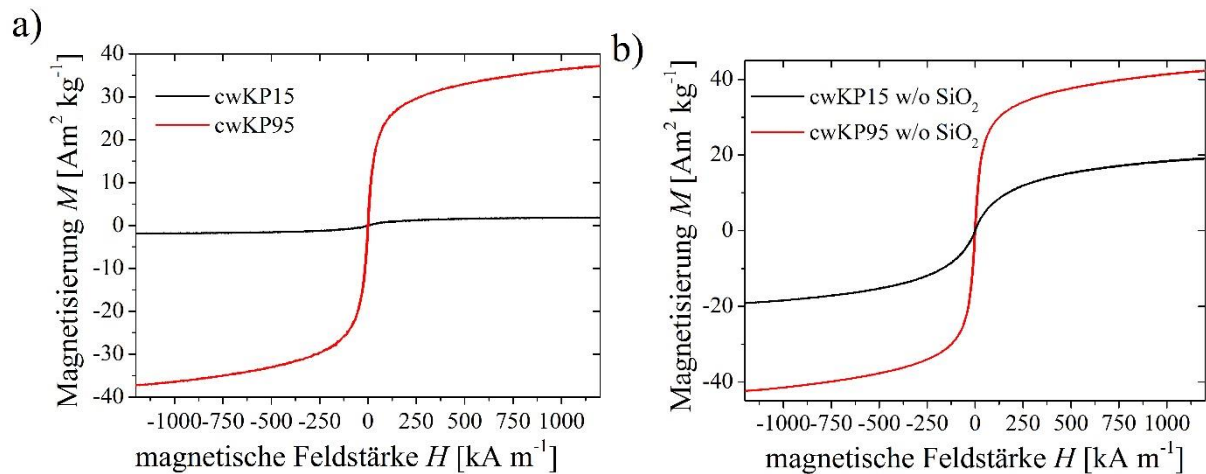 a)
Magnetisierung M [Am² kg⁻¹]
40
30
20
10
0
-10
-20
-30
-40
cwKP15
cwKP95
-1000 -750 -500 -250 0 250 500 750 1000
magnetische Feldstärke H [kA m⁻¹]
b)
Magnetisierung M [Am² kg⁻¹]
40
20
0
-20
-40
cwKP15 w/o SiO₂
cwKP95 w/o SiO₂
-1000 -750 -500 -250 0 250 500 750 1000
magnetische Feldstärke H [kA m⁻¹]